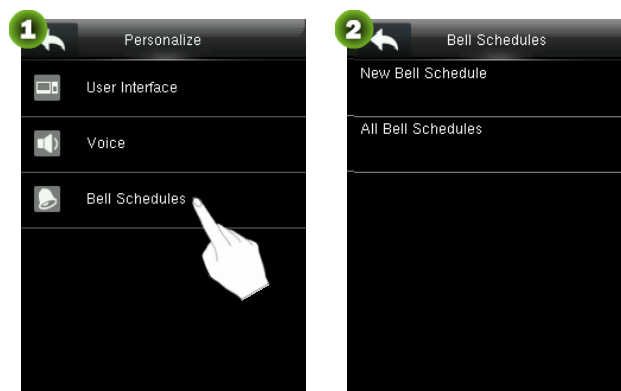 1
Personalize
User Interface
Voice
Bell Schedules
2
Bell Schedules
New Bell Schedule
All Bell Schedules